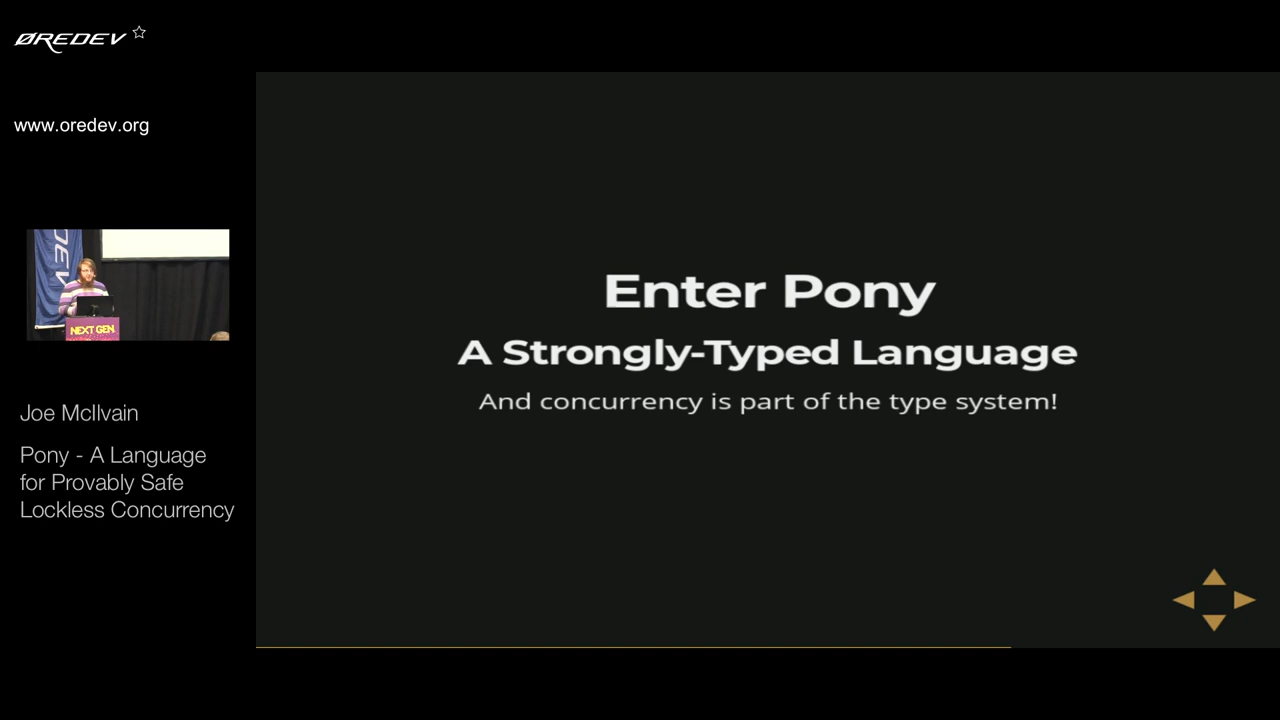 ØREDEV
www.oredev.org
DEV
NEXT GEN.
Joe McIlvain
Pony - A Language
for Provably Safe
Lockless Concurrency
Enter Pony
A Strongly-Typed Language
And concurrency is part of the type system!